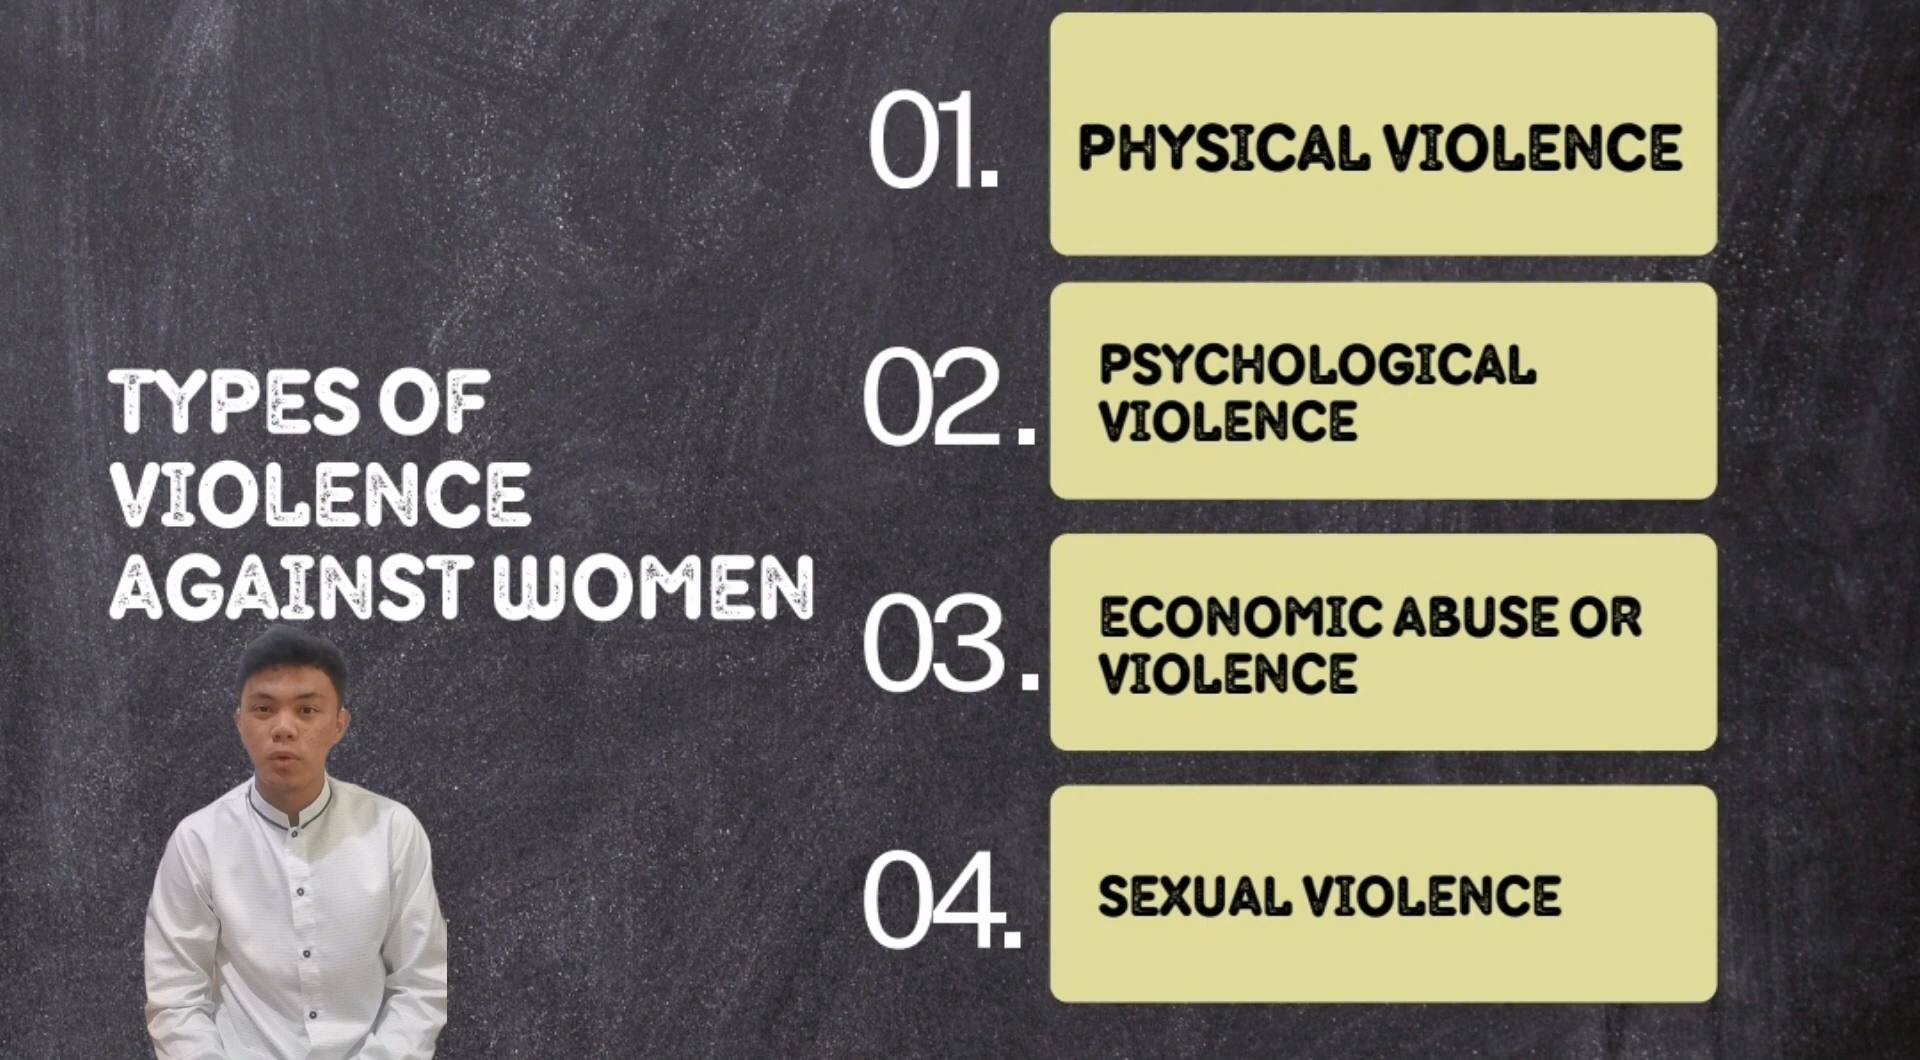 TYPES OF
VIOLENCE
AGAINST WOMEN
01.
PHYSICAL VIOLENCE
02.
PSYCHOLOGICAL
VIOLENCE
03.
ECONOMIC ABUSE OR
VIOLENCE
04.
SEXUAL VIOLENCE